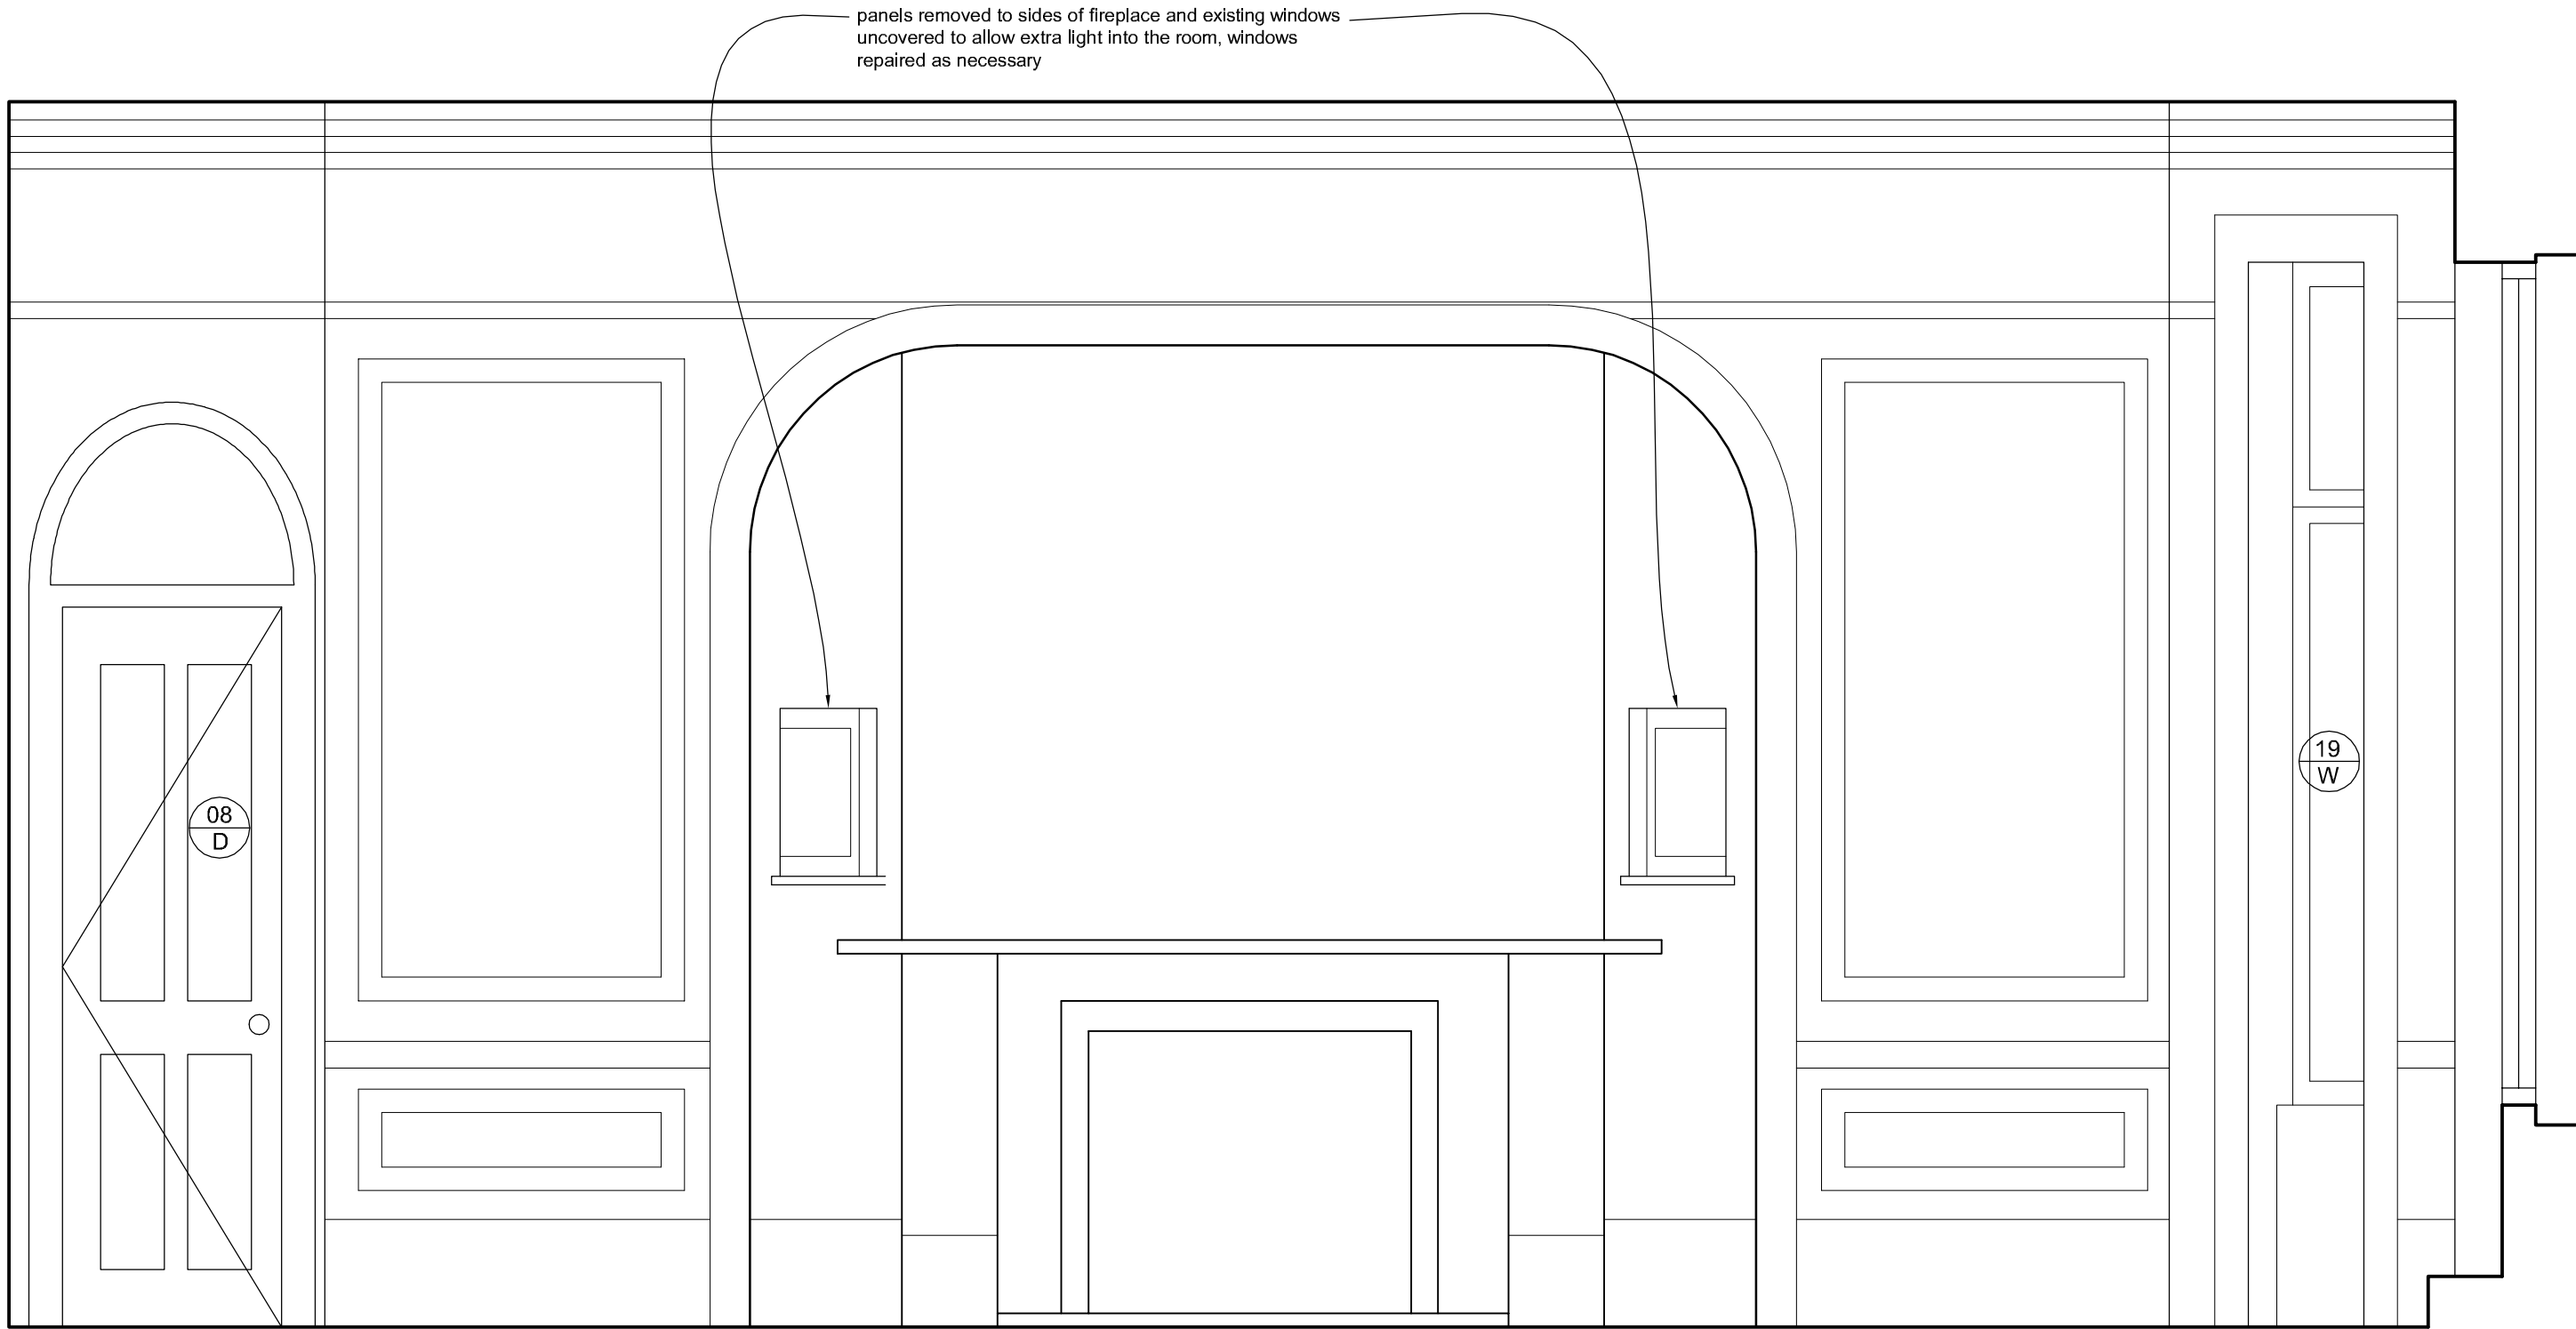 panels removed to sides of fireplace and existing windows
uncovered to allow extra light into the room, windows
repaired as necessary
19
W
08
D